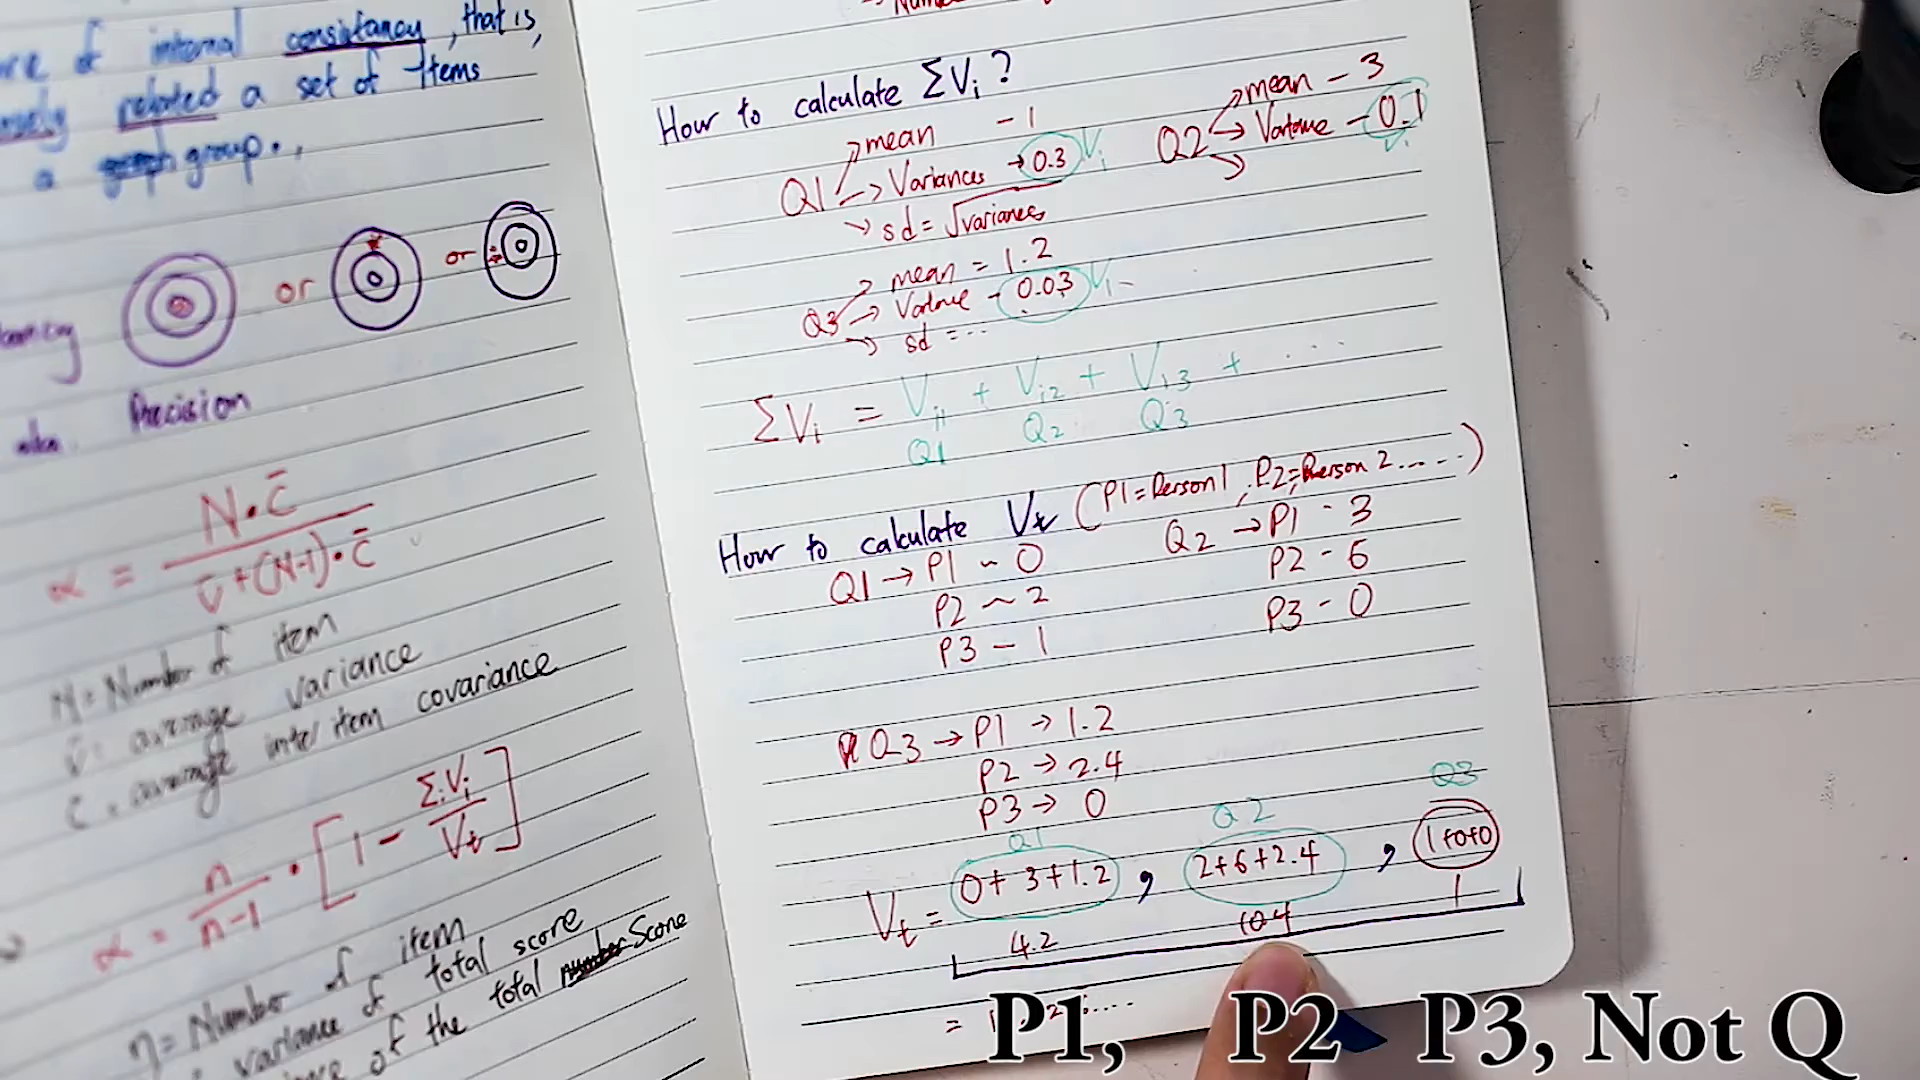 re of internal consistancy, that is,
related a set of Items
a group.
or
or
aka. Precision
α = N·c̄
v̄+(N-1)·c̄
N = Number of item
v̄ = average variance
c̄ = average inter item covariance
α = n/n-1 · [1 - ΣVi/Vt]
n = Number of item
variance of total score
of the total Score
How to calculate ΣVi?
Q1 → mean - 1
→ Variances → 0.3 Vi
→ sd = √variances
Q2 → mean - 3
→ Variance - 0.1
Vi
Q3 → mean = 1.2
→ Variance - 0.03 Vi
→ sd = ...
ΣVi = Vi1 + Vi2 + Vi3 + ...
Q1 Q2 Q3
How to calculate Vt (P1=Person1, P2=Person 2.....)
Q1 → P1 - 0
P2 - 2
P3 - 1
Q2 → P1 - 3
P2 - 6
P3 - 0
Q3 → P1 → 1.2
P2 → 2.4
P3 → 0
Q1 Q2 Q3
Vt = 0+3+1.2 , 2+6+2.4 , 1+0+0
4.2 10.4 1
=
P1, P2 P3, Not Q